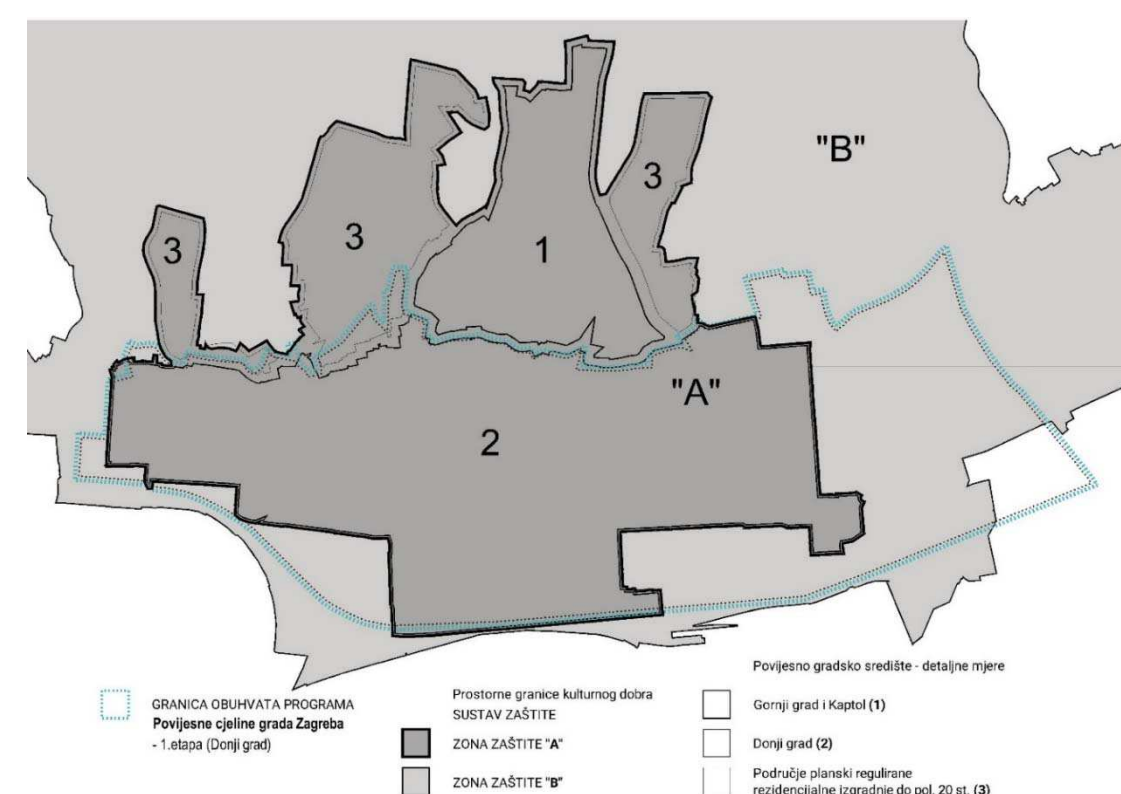 "B"
3
3
3
1
"A"
2
GRANICA OBUHVATA PROGRAMA
Povijesne cjeline grada Zagreba
- 1.etapa (Donji grad)
Prostorne granice kulturnog dobra
SUSTAV ZAŠTITE
ZONA ZAŠTITE "A"
ZONA ZAŠTITE "B"
Povijesno gradsko središte - detaljne mjere
Gornji grad i Kaptol (1)
Donji grad (2)
Područje planski regulirane
rezidencijalne izgradnje do pol. 20 st. (3)